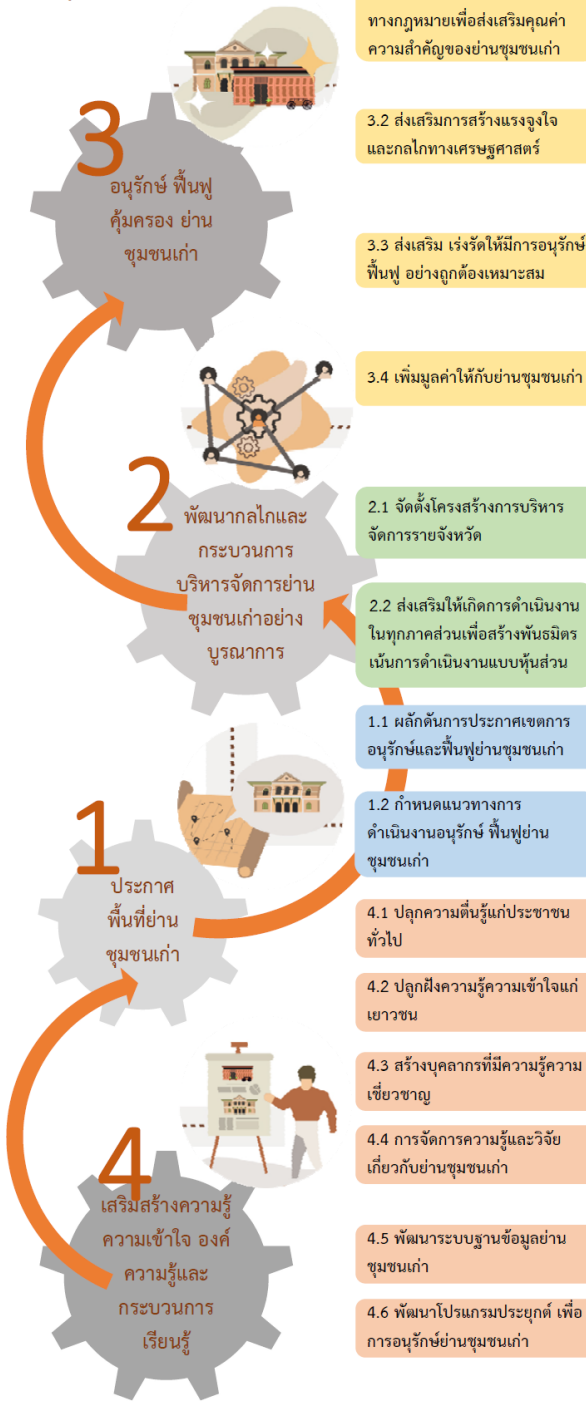 ทางกฎหมายเพื่อส่งเสริมคุณค่า
ความสำคัญของย่านชุมชนเก่า
3
อนุรักษ์ ฟื้นฟู
คุ้มครอง ย่าน
ชุมชนเก่า
3.2 ส่งเสริมการสร้างแรงจูงใจ
และกลไกทางเศรษฐศาสตร์
3.3 ส่งเสริม เร่งรัดให้มีการอนุรักษ์
ฟื้นฟู อย่างถูกต้องเหมาะสม
3.4 เพิ่มมูลค่าให้กับย่านชุมชนเก่า
2
พัฒนากลไกและ
กระบวนการ
บริหารจัดการย่าน
ชุมชนเก่าอย่าง
บูรณาการ
2.1 จัดตั้งโครงสร้างการบริหาร
จัดการรายจังหวัด
2.2 ส่งเสริมให้เกิดการดำเนินงาน
ในทุกภาคส่วนเพื่อสร้างพันธมิตร
เน้นการดำเนินงานแบบหุ้นส่วน
1
ประกาศ
พื้นที่ย่าน
ชุมชนเก่า
1.1 ผลักดันการประกาศเขตการ
อนุรักษ์และฟื้นฟูย่านชุมชนเก่า
1.2 กำหนดแนวทางการ
ดำเนินงานอนุรักษ์ ฟื้นฟูย่าน
ชุมชนเก่า
4
เสริมสร้างความรู้
ความเข้าใจ องค์
ความรู้และ
กระบวนการ
เรียนรู้
4.1 ปลุกความตื่นรู้แก่ประชาชน
ทั่วไป
4.2 ปลูกฝังความรู้ความเข้าใจแก่
เยาวชน
4.3 สร้างบุคลากรที่มีความรู้ความ
เชี่ยวชาญ
4.4 การจัดการความรู้และวิจัย
เกี่ยวกับย่านชุมชนเก่า
4.5 พัฒนาระบบฐานข้อมูลย่าน
ชุมชนเก่า
4.6 พัฒนาโปรแกรมประยุกต์ เพื่อ
การอนุรักษ์ย่านชุมชนเก่า